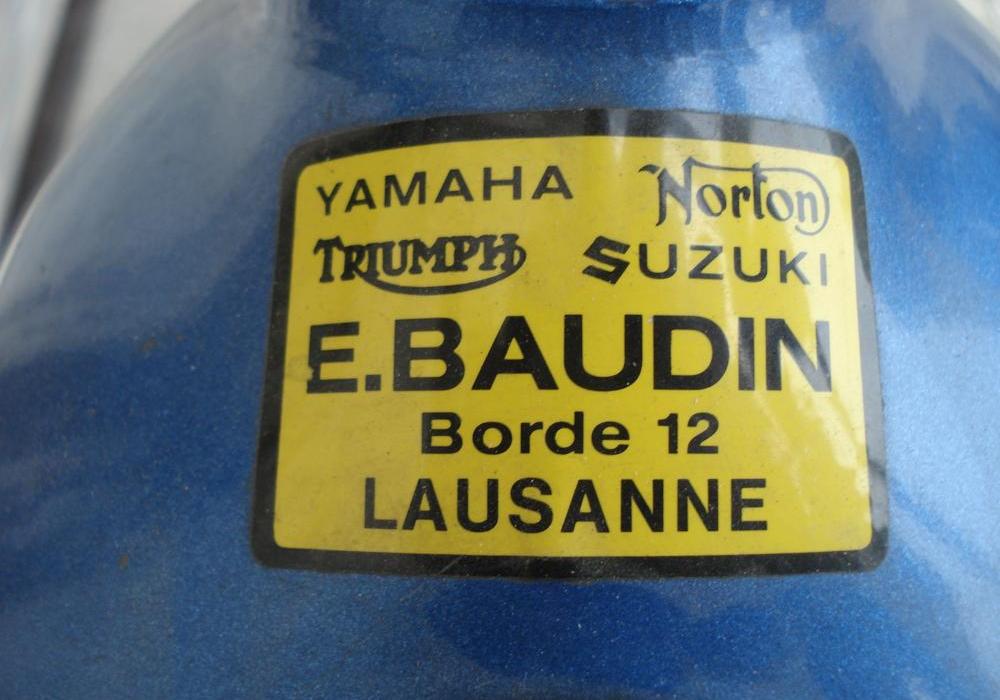 YAMAHA Norton
TRIUMPH SUZUKI
E.BAUDIN
Borde 12
LAUSANNE